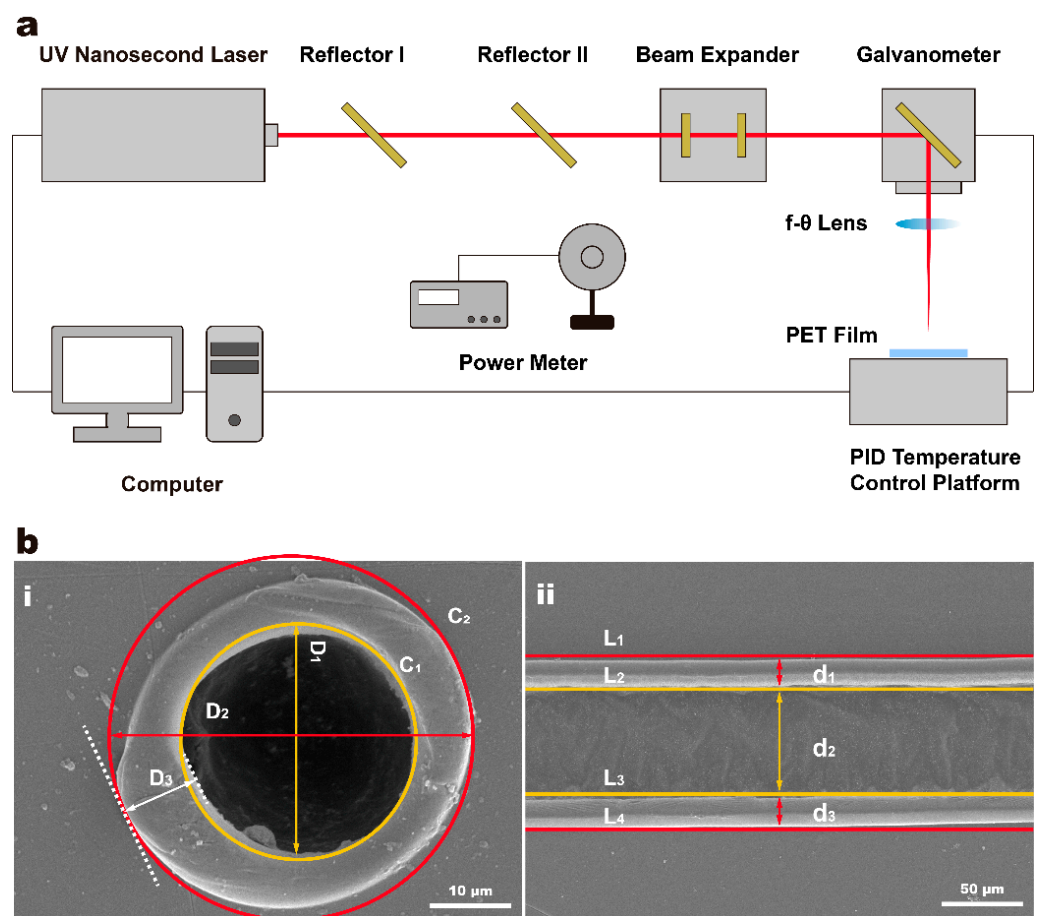 a
UV Nanosecond Laser
Reflector I
Reflector II
Beam Expander
Galvanometer
f-θ Lens
PET Film
Power Meter
Computer
PID Temperature
Control Platform
b
i
C₂
D₁
C₁
D₂
D₃
10 μm
ii
L₁
L₂
d₁
d₂
L₃
L₄
d₃
50 μm